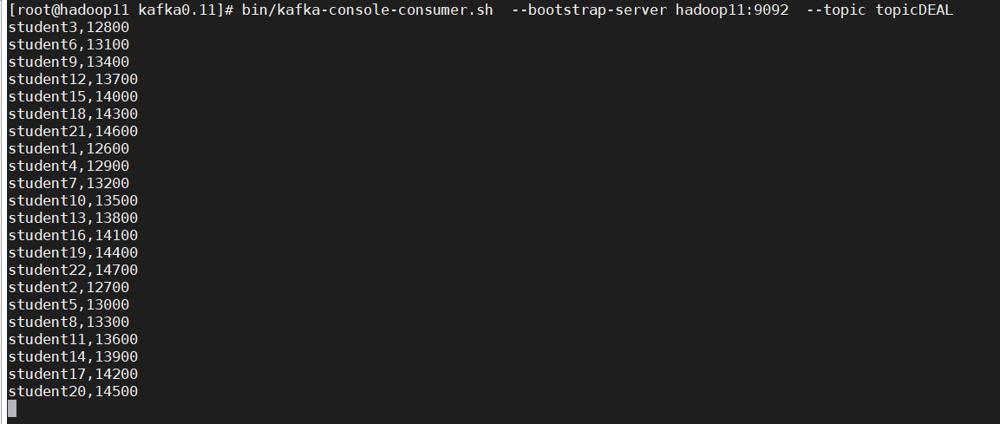 [root@hadoop11 kafka0.11]# bin/kafka-console-consumer.sh  --bootstrap-server hadoop11:9092  --topic topicDEAL
student3,12800
student6,13100
student9,13400
student12,13700
student15,14000
student18,14300
student21,14600
student1,12600
student4,12900
student7,13200
student10,13500
student13,13800
student16,14100
student19,14400
student22,14700
student2,12700
student5,13000
student8,13300
student11,13600
student14,13900
student17,14200
student20,14500